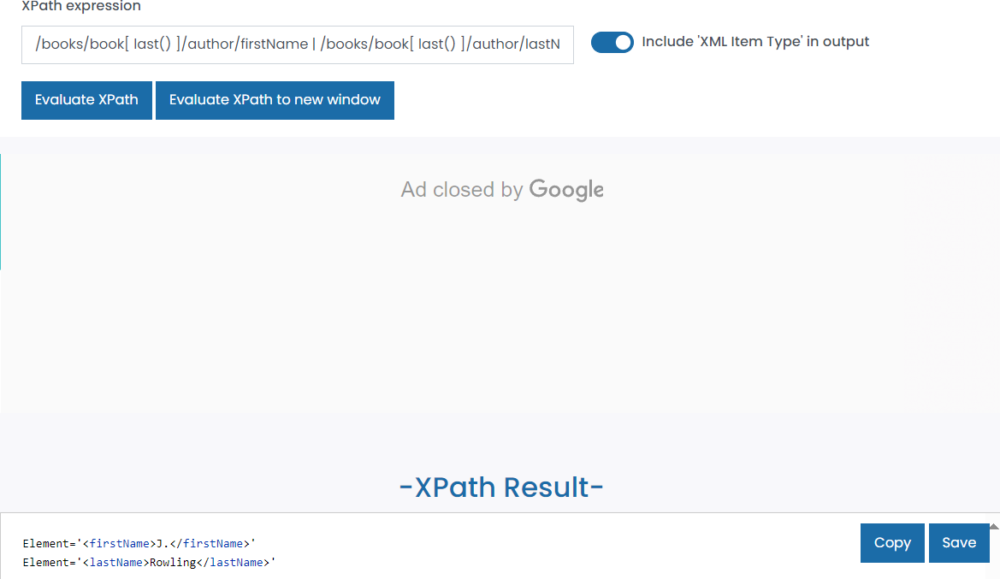 XPath expression
/books/book[ last() ]/author/firstName | /books/book[ last() ]/author/lastN
Include 'XML Item Type' in output
Evaluate XPath
Evaluate XPath to new window
Ad closed by Google
-XPath Result-
Copy
Save
Element='<firstName>J.</firstName>'
Element='<lastName>Rowling</lastName>'